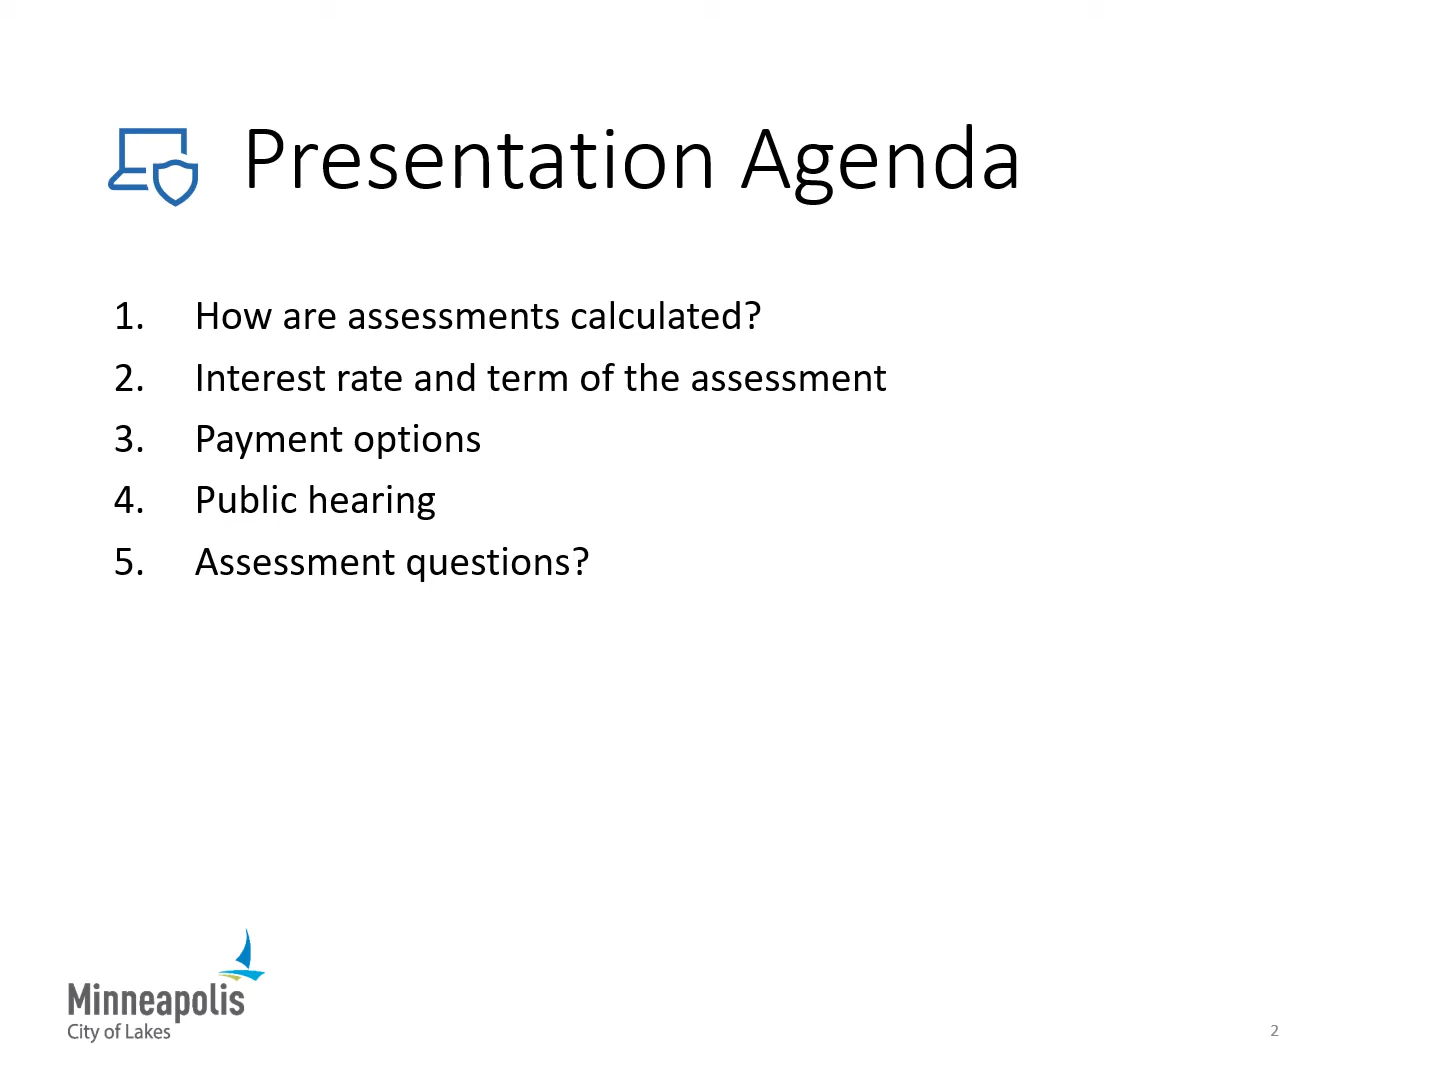 Presentation Agenda
1. How are assessments calculated?
2. Interest rate and term of the assessment
3. Payment options
4. Public hearing
5. Assessment questions?
Minneapolis
City of Lakes
2